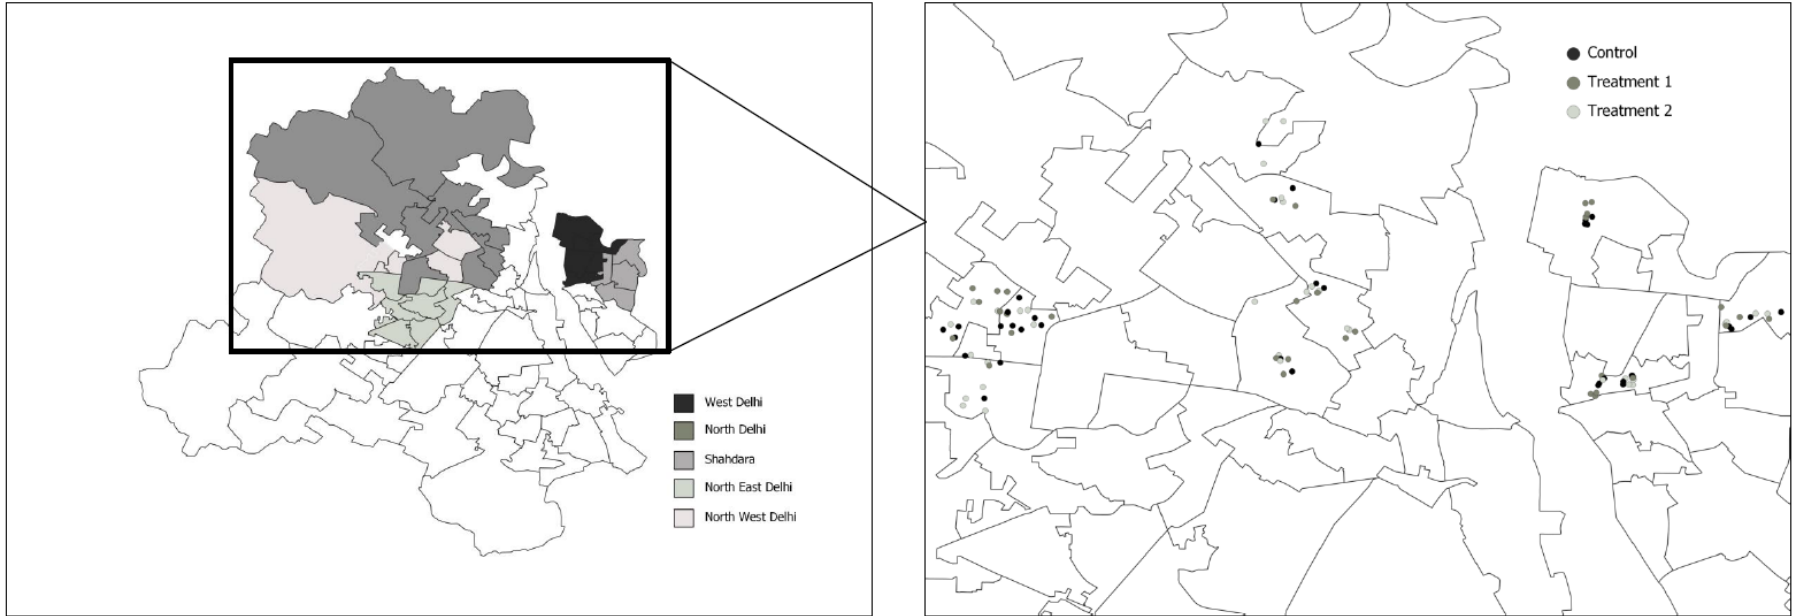 West Delhi
North Delhi
Shahdara
North East Delhi
North West Delhi
Control
Treatment 1
Treatment 2